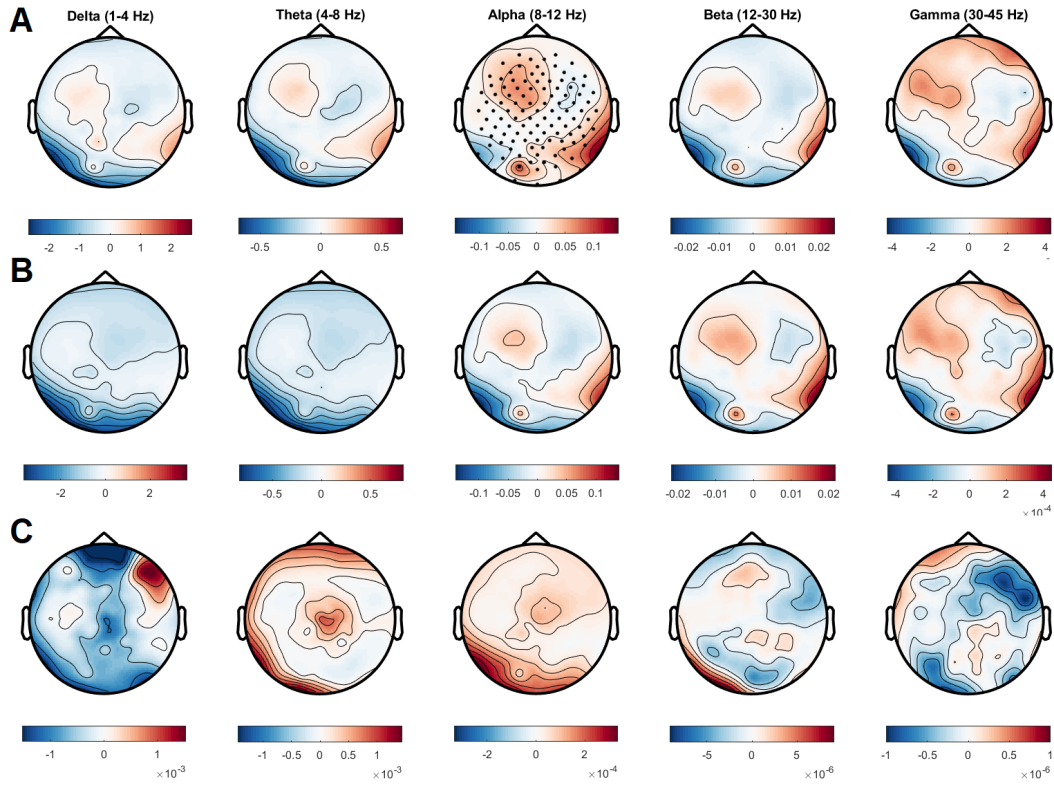 A
Delta (1-4 Hz) Theta (4-8 Hz) Alpha (8-12 Hz) Beta (12-30 Hz) Gamma (30-45 Hz)
-2 -1 0 1 2 -0.5 0 0.5 -0.1 -0.05 0 0.05 0.1 -0.02 -0.01 0 0.01 0.02 -4 -2 0 2 4
B
-2 0 2 -0.5 0 0.5 -0.1 -0.05 0 0.05 0.1 -0.02 -0.01 0 0.01 0.02 -4 -2 0 2 4
×10⁻⁴
C
-1 0 1 -1 -0.5 0 0.5 1 -2 0 2 -5 0 5 -1 -0.5 0 0.5 1
×10⁻³ ×10⁻³ ×10⁻⁴ ×10⁻⁶ ×10⁻⁶